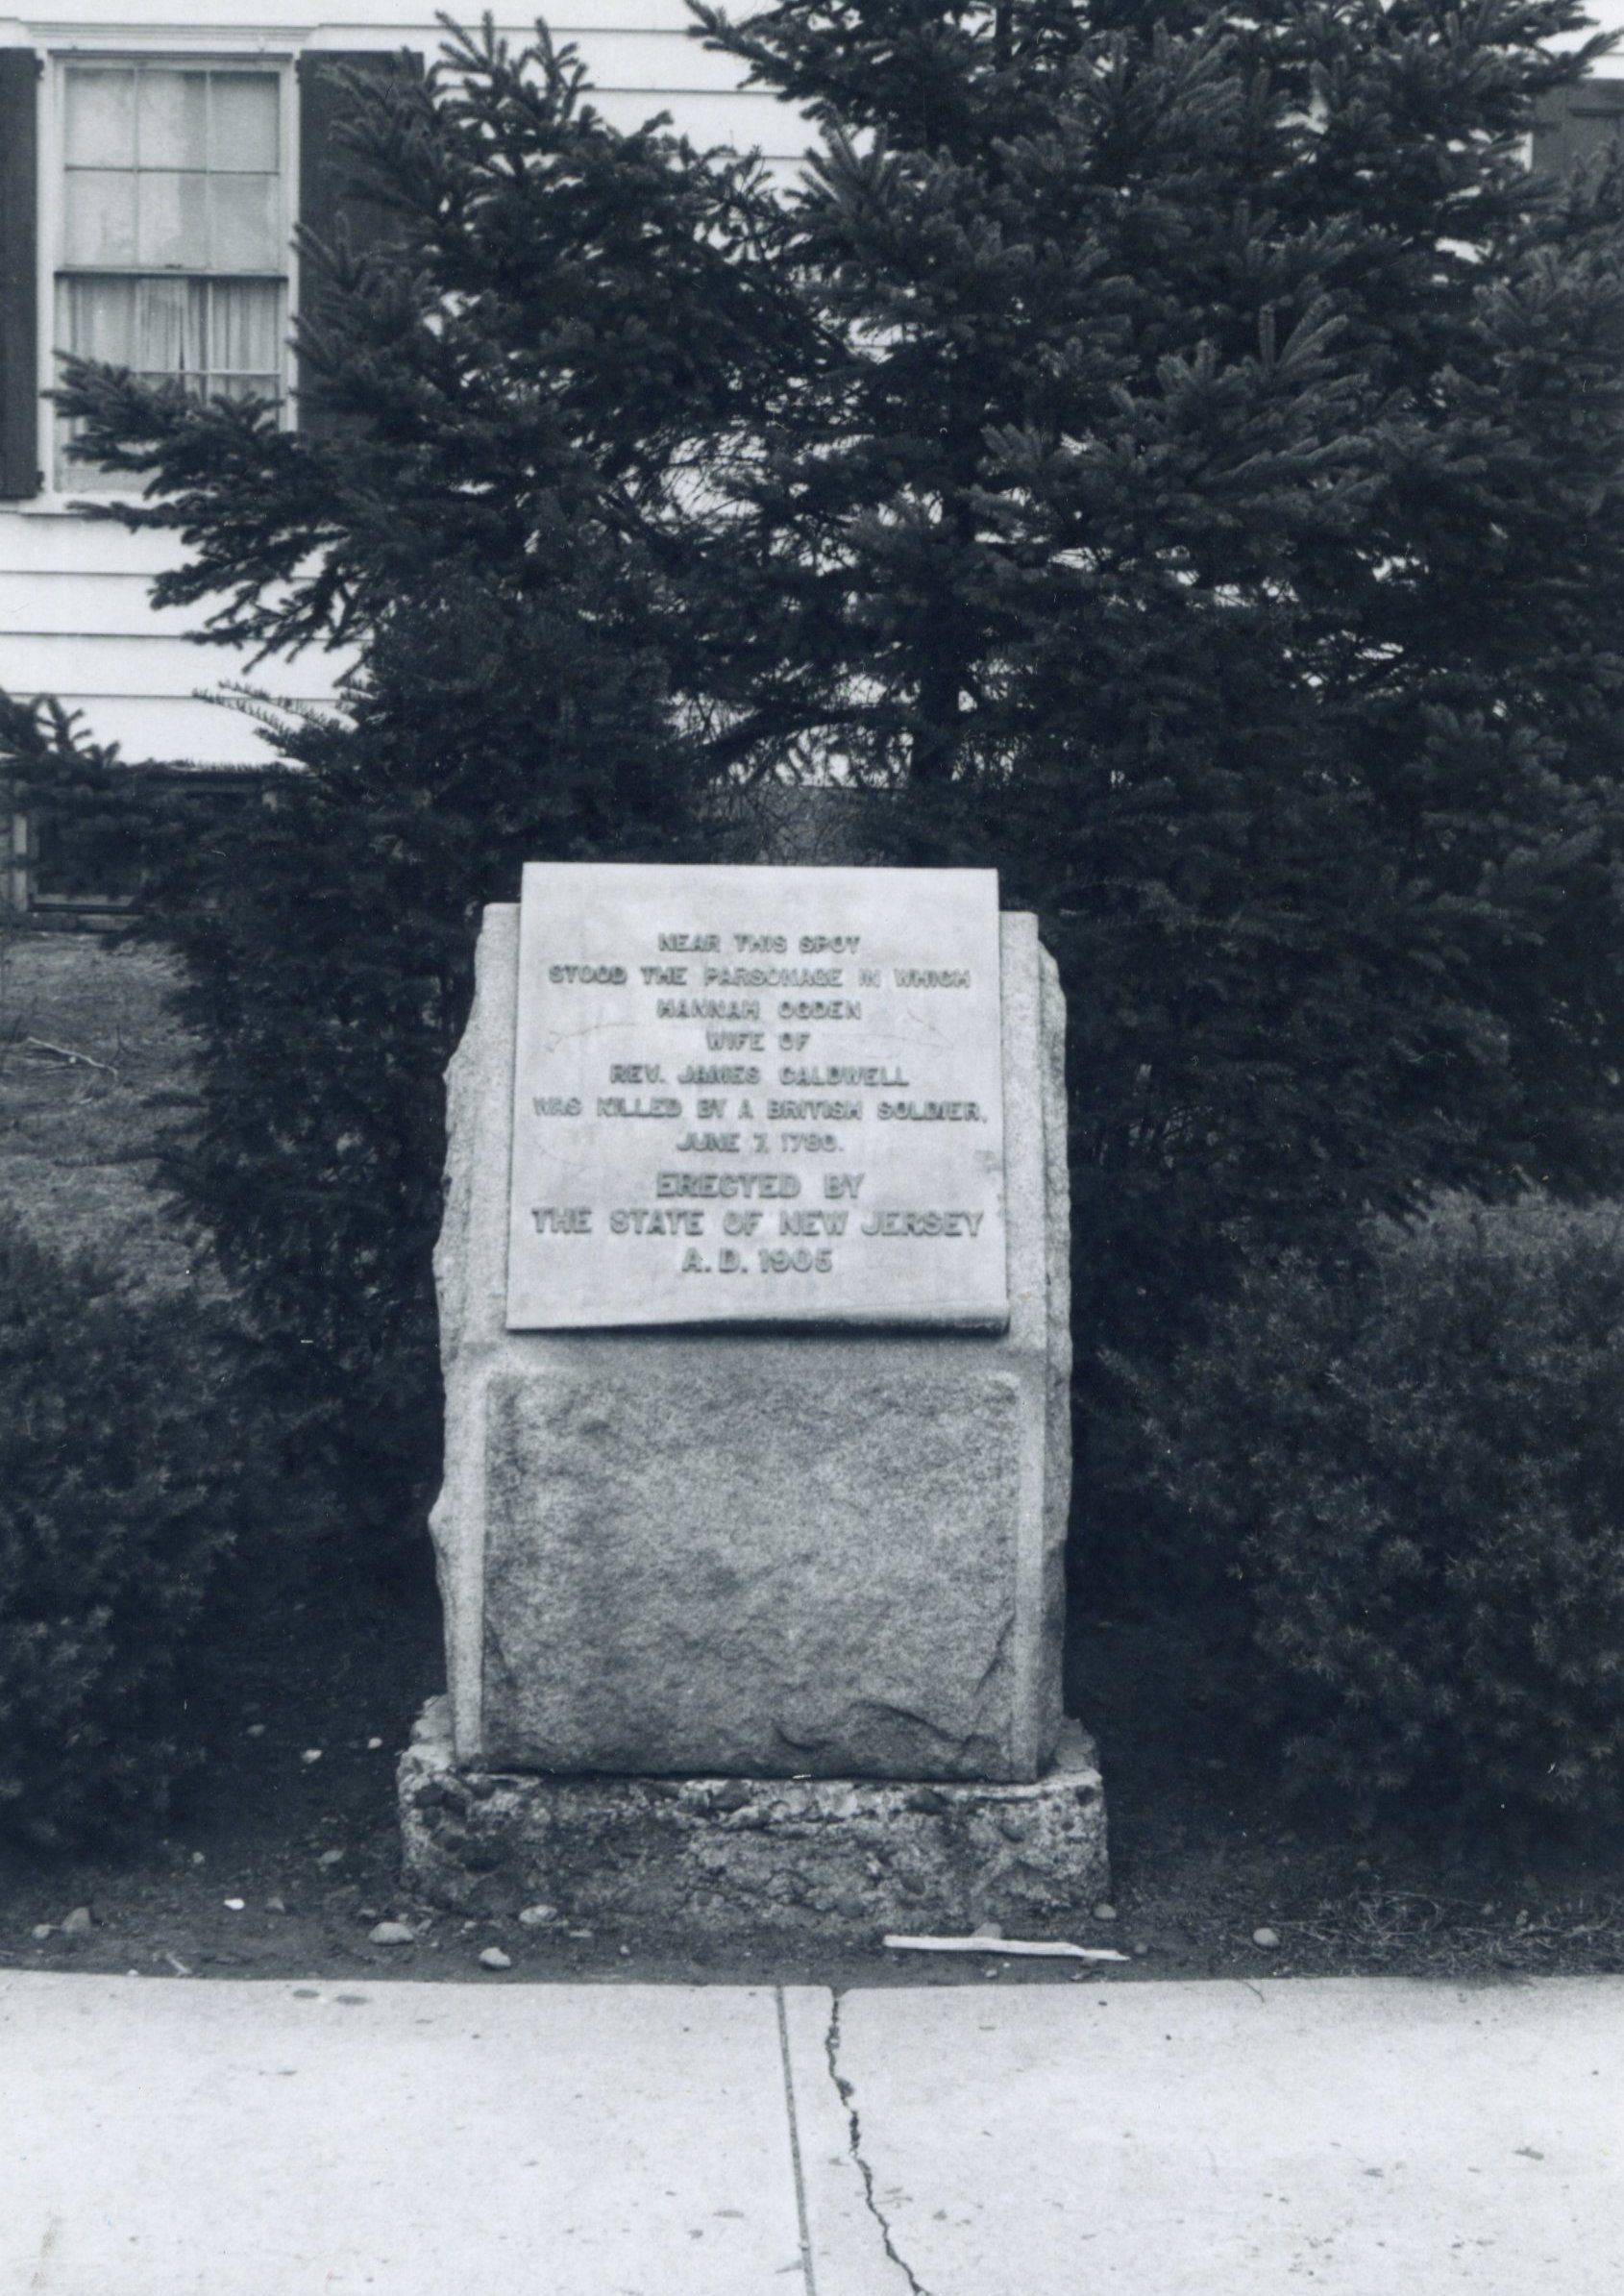 NEAR THIS SPOT
STOOD THE PARSONAGE IN WHICH
HANNAH OGDEN
WIFE OF
REV. JAMES CALDWELL
WAS KILLED BY A BRITISH SOLDIER,
JUNE 7, 1780.
ERECTED BY
THE STATE OF NEW JERSEY
A.D. 1905